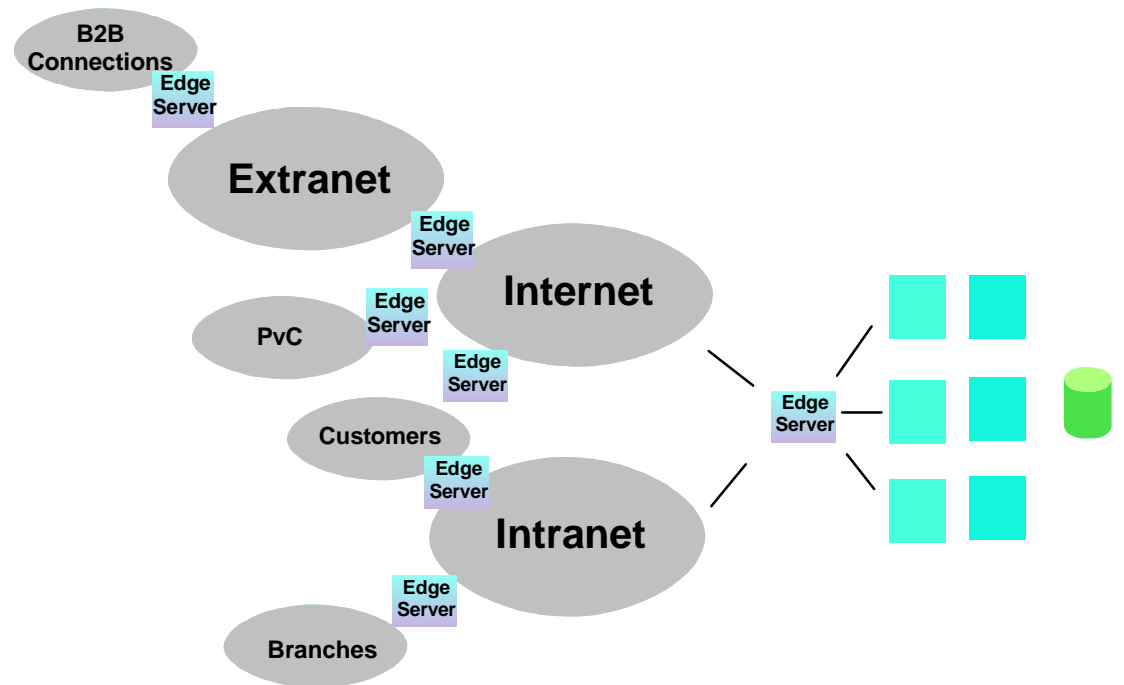 B2B
Connections
Edge
Server
Extranet
Edge
Server
Internet
Edge
Server
PvC
Edge
Server
Edge
Server
Customers
Edge
Server
Intranet
Edge
Server
Branches